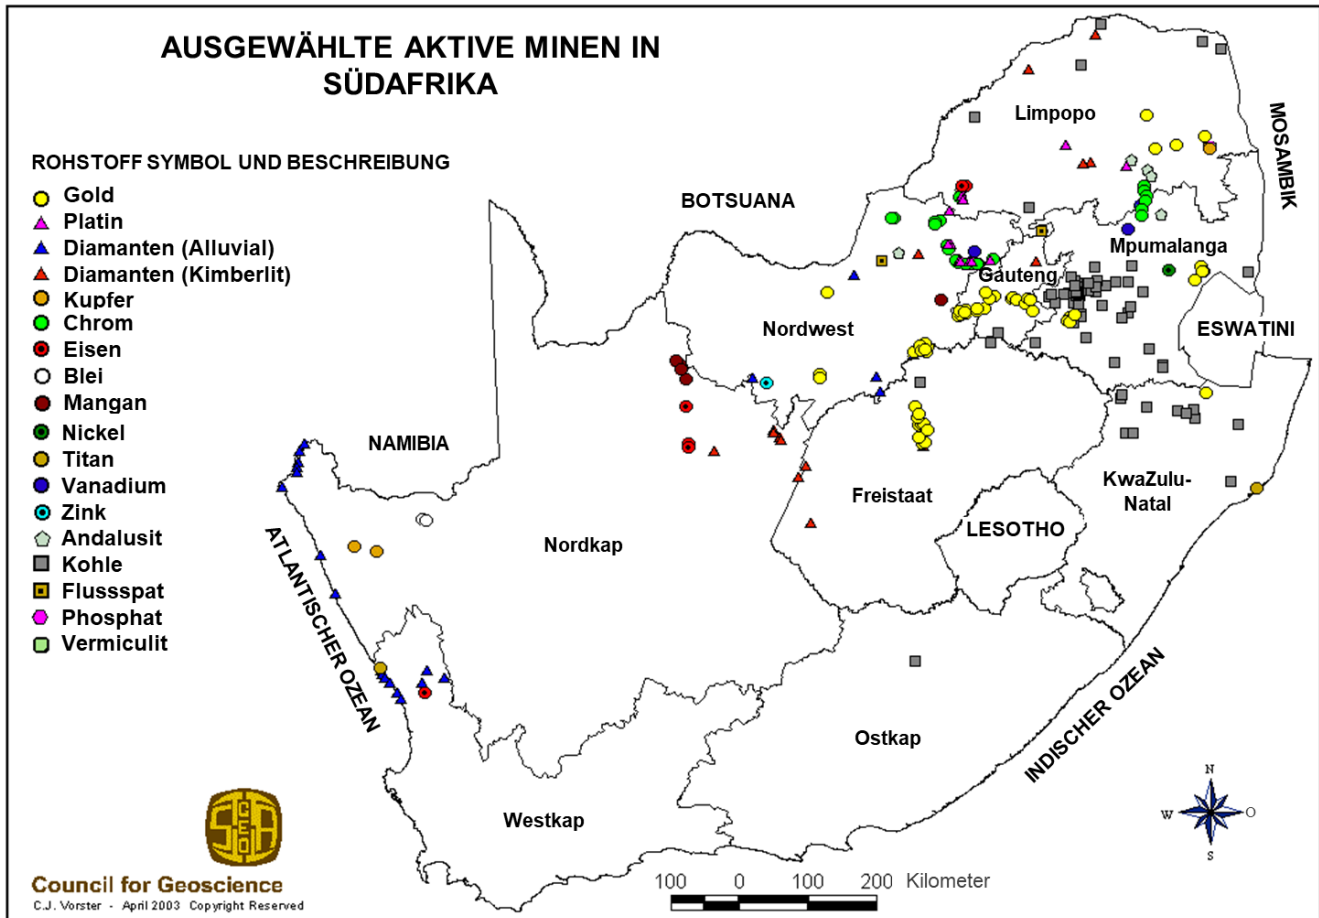 AUSGEWÄHLTE AKTIVE MINEN IN
SÜDAFRIKA
ROHSTOFF SYMBOL UND BESCHREIBUNG
Gold
Platin
Diamanten (Alluvial)
Diamanten (Kimberlit)
Kupfer
Chrom
Eisen
Blei
Mangan
Nickel
Titan
Vanadium
Zink
Andalusit
Kohle
Flussspat
Phosphat
Vermiculit
Limpopo
MOSAMBIK
BOTSUANA
Mpumalanga
Gauteng
Nordwest
ESWATINI
NAMIBIA
KwaZulu-
Natal
Freistaat
LESOTHO
Nordkap
ATLANTISCHER OZEAN
INDISCHER OZEAN
Ostkap
Westkap
N
W
O
S
S
GEO
A
Council for Geoscience
C.J. Vorster - April 2003 Copyright Reserved
100 0 100 200 Kilometer